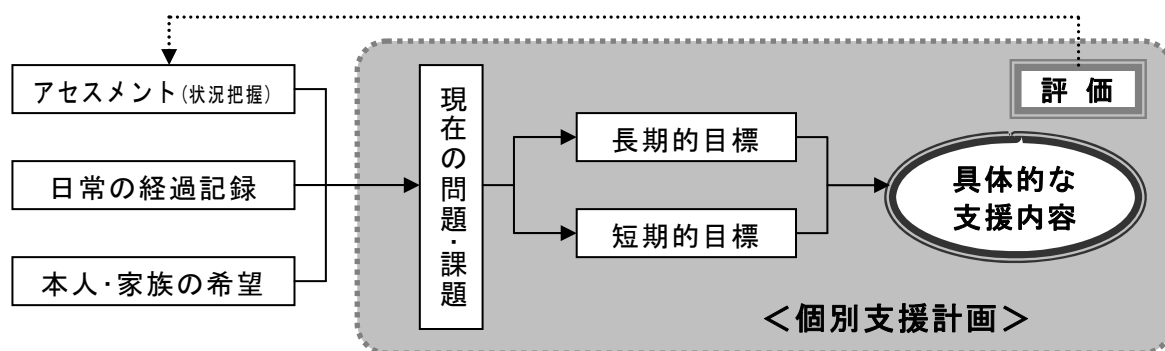 アセスメント(状況把握)
日常の経過記録
本人・家族の希望
現在の問題・課題
長期的目標
短期的目標
評価
具体的な
支援内容
＜個別支援計画＞